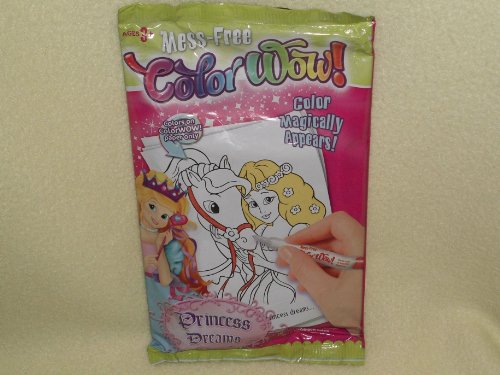 AGES 3+
Mess-Free
Color Wow!
Color
Magically
Appears!
Colors on
ColorWOW!
paper only!
Princess
Dreams